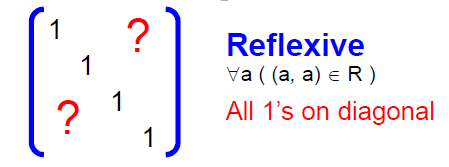 1 ?
1
? 1
1
Reflexive
∀a ( (a, a) ∈ R )
All 1's on diagonal